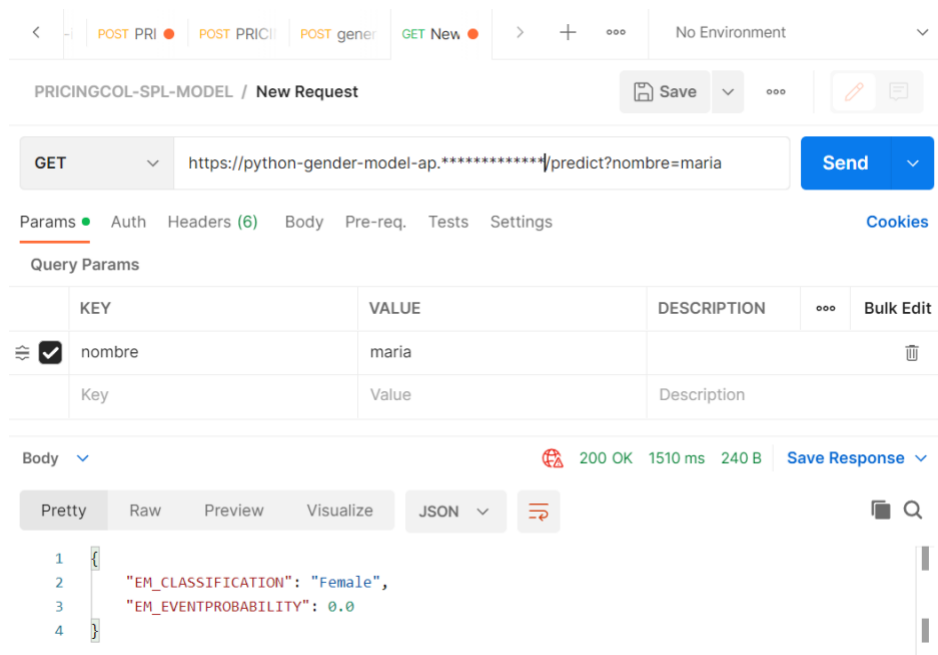 POST PRI POST PRICI POST gener GET New No Environment
PRICINGCOL-SPL-MODEL / New Request Save
GET https://python-gender-model-ap.*************/predict?nombre=maria Send
Params Auth Headers (6) Body Pre-req. Tests Settings Cookies
Query Params
KEY VALUE DESCRIPTION Bulk Edit
nombre maria
Key Value Description
Body 200 OK 1510 ms 240 B Save Response
Pretty Raw Preview Visualize JSON
1 {
2 "EM_CLASSIFICATION": "Female",
3 "EM_EVENTPROBABILITY": 0.0
4 }